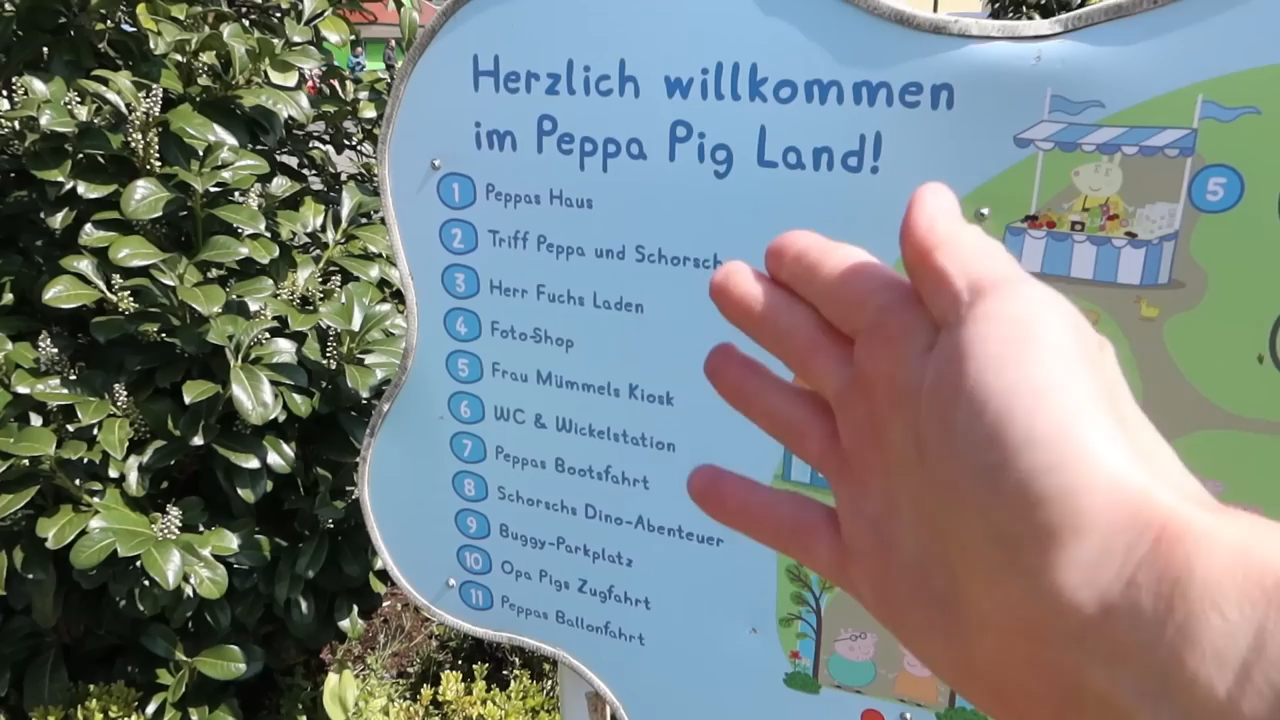 Herzlich willkommen
im Peppa Pig Land!
1 Peppas Haus
2 Triff Peppa und Schorsch
3 Herr Fuchs Laden
4 Foto-Shop
5 Frau Mümmels Kiosk
6 WC & Wickelstation
7 Peppas Bootsfahrt
8 Schorschs Dino-Abenteuer
9 Buggy-Parkplatz
10 Opa Pigs Zugfahrt
11 Peppas Ballonfahrt
5